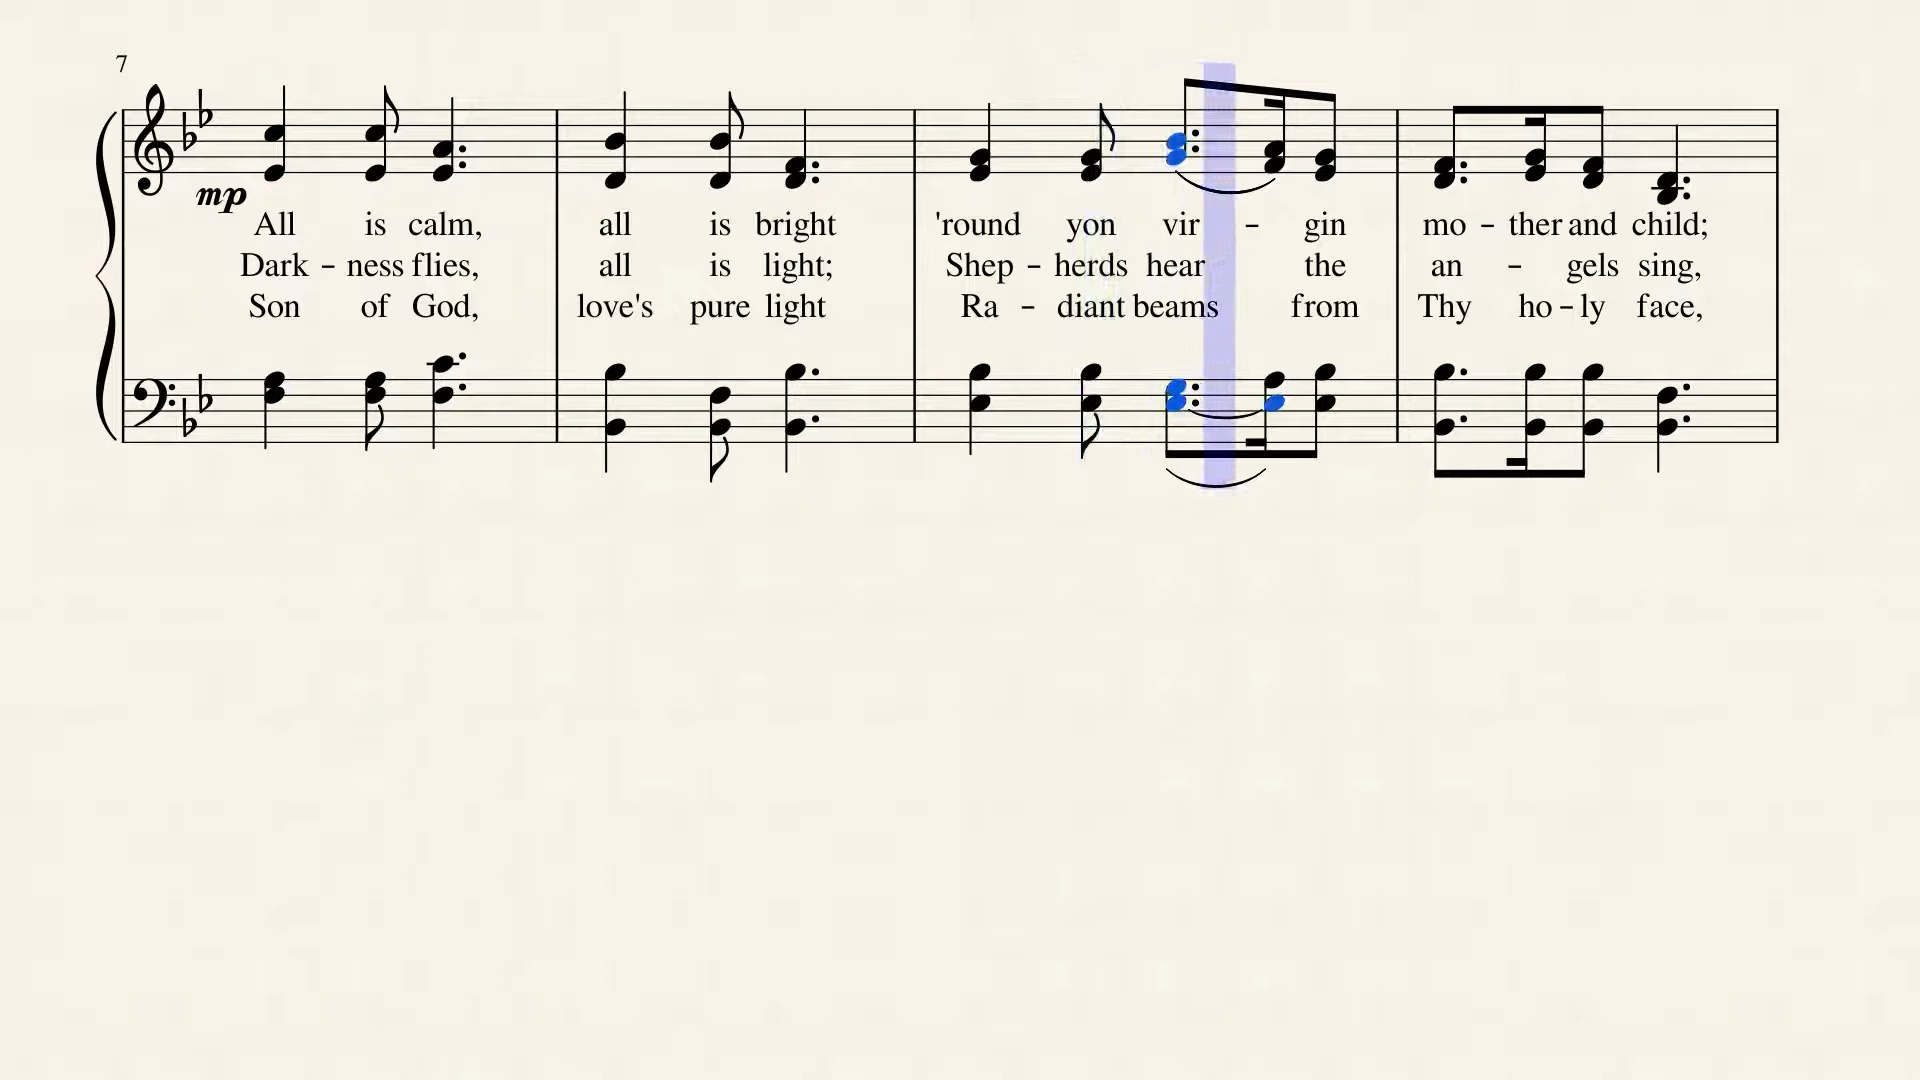 7
mp
All is calm, all is bright 'round yon vir - gin mo - ther and child;
Dark - ness flies, all is light; Shep - herds hear the an - gels sing,
Son of God, love's pure light Ra - diant beams from Thy ho - ly face,